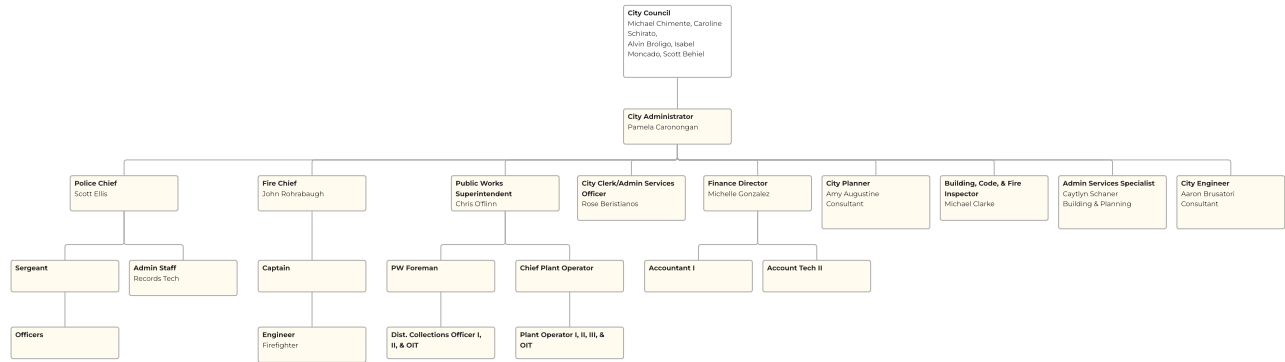 City Council
Michael Chimente, Caroline
Schirato,
Alvin Broligo, Isabel
Moncado, Scott Behiel
City Administrator
Pamela Caronongan
Police Chief
Scott Ellis
Fire Chief
John Rohrabaugh
Public Works
Superintendent
Chris O'flinn
City Clerk/Admin Services
Officer
Rose Beristianos
Finance Director
Michelle Gonzalez
City Planner
Amy Augustine
Consultant
Building, Code, & Fire
Inspector
Michael Clarke
Admin Services Specialist
Caytlyn Schaner
Building & Planning
City Engineer
Aaron Brusatori
Consultant
Sergeant
Admin Staff
Records Tech
Captain
PW Foreman
Chief Plant Operator
Accountant I
Account Tech II
Officers
Engineer
Firefighter
Dist. Collections Officer I,
II, & OIT
Plant Operator I, II, III, &
OIT